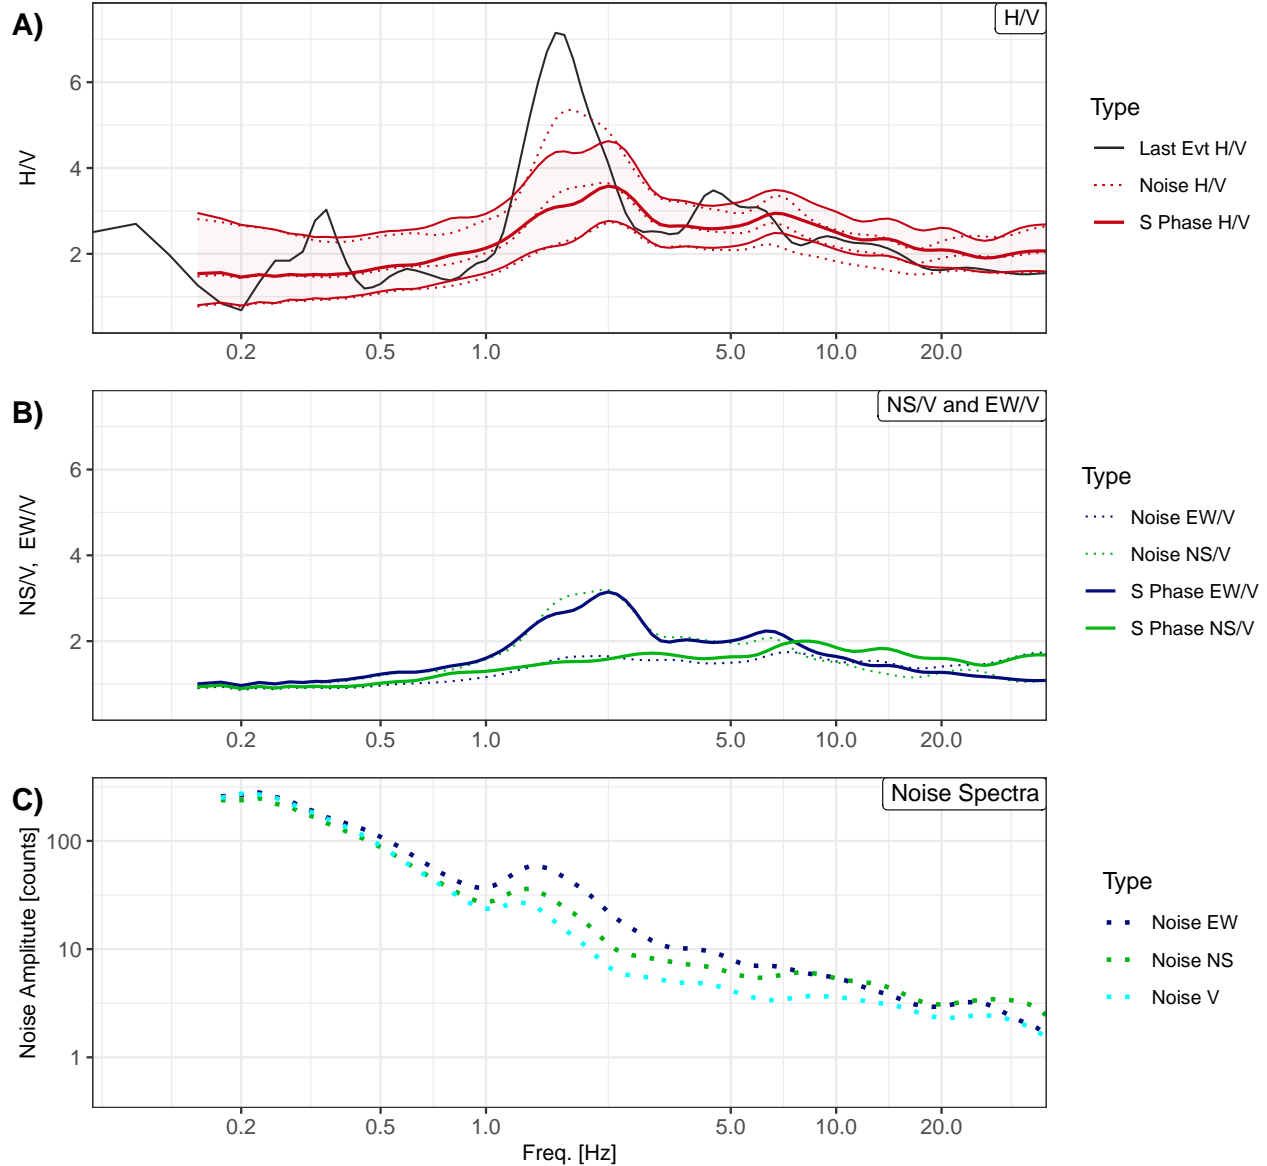 A)
H/V
6
4
2
H/V
0.2 0.5 1.0 5.0 10.0 20.0
Type
Last Evt H/V
Noise H/V
S Phase H/V
B)
NS/V and EW/V
6
4
2
NS/V, EW/V
0.2 0.5 1.0 5.0 10.0 20.0
Type
Noise EW/V
Noise NS/V
S Phase EW/V
S Phase NS/V
C)
Noise Spectra
100
10
1
Noise Amplitute [counts]
0.2 0.5 1.0 5.0 10.0 20.0
Freq. [Hz]
Type
Noise EW
Noise NS
Noise V